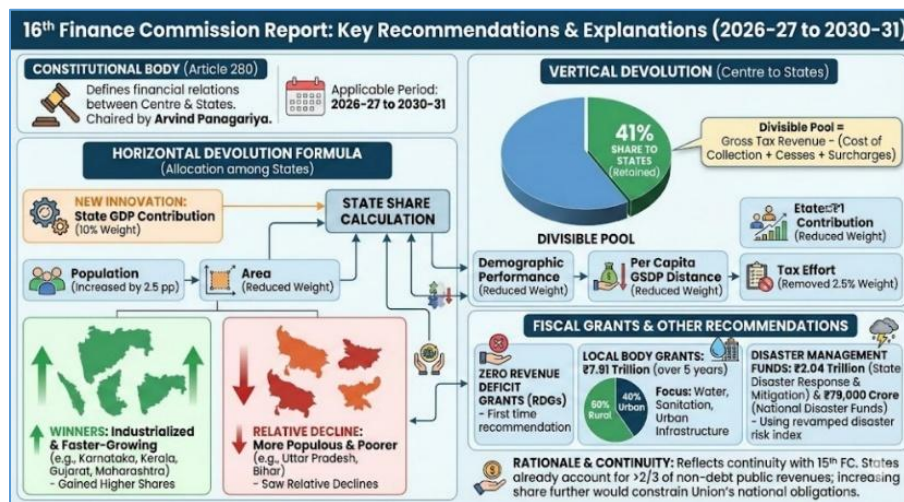 16th Finance Commission Report: Key Recommendations & Explanations (2026-27 to 2030-31)
CONSTITUTIONAL BODY (Article 280)
Defines financial relations
between Centre & States.
Chaired by Arvind Panagariya.
Applicable Period:
2026-27 to 2030-31
HORIZONTAL DEVOLUTION FORMULA
(Allocation among States)
NEW INNOVATION:
State GDP Contribution
(10% Weight)
STATE SHARE
CALCULATION
Population
(Increased by 2.5 pp)
Area
(Reduced Weight)
WINNERS: Industrialized
& Faster-Growing
(e.g., Karnataka, Kerala,
Gujarat, Maharashtra)
- Gained Higher Shares
RELATIVE DECLINE:
More Populous & Poorer
(e.g., Uttar Pradesh,
Bihar)
- Saw Relative Declines
VERTICAL DEVOLUTION (Centre to States)
41%
SHARE TO
STATES
(Retained)
DIVISIBLE POOL
Divisible Pool =
Gross Tax Revenue - (Cost of
Collection + Cesses + Surcharges)
Etate:₹1
Contribution
(Reduced Weight)
Demographic
Performance
(Reduced Weight)
Per Capita
GSDP Distance
(Reduced Weight)
Tax Effort
(Removed 2.5% Weight)
FISCAL GRANTS & OTHER RECOMMENDATIONS
ZERO REVENUE
DEFICIT
GRANTS (RDGs)
- First time
recommendation
LOCAL BODY GRANTS:
₹7.91 Trillion (over 5 years)
60%
Rural
40%
Urban
Focus: Water,
Sanitation,
Urban
Infrastructure
DISASTER MANAGEMENT
FUNDS: ₹2.04 Trillion (State
Disaster Response &
Mitigation) & ₹79,000 Crore
(National Disaster Funds)
- Using revamped disaster
risk index
RATIONALE & CONTINUITY: Reflects continuity with 15th FC. States
already account for >2/3 of non-debt public revenues; increasing
share further would constrain Union's national obligations.